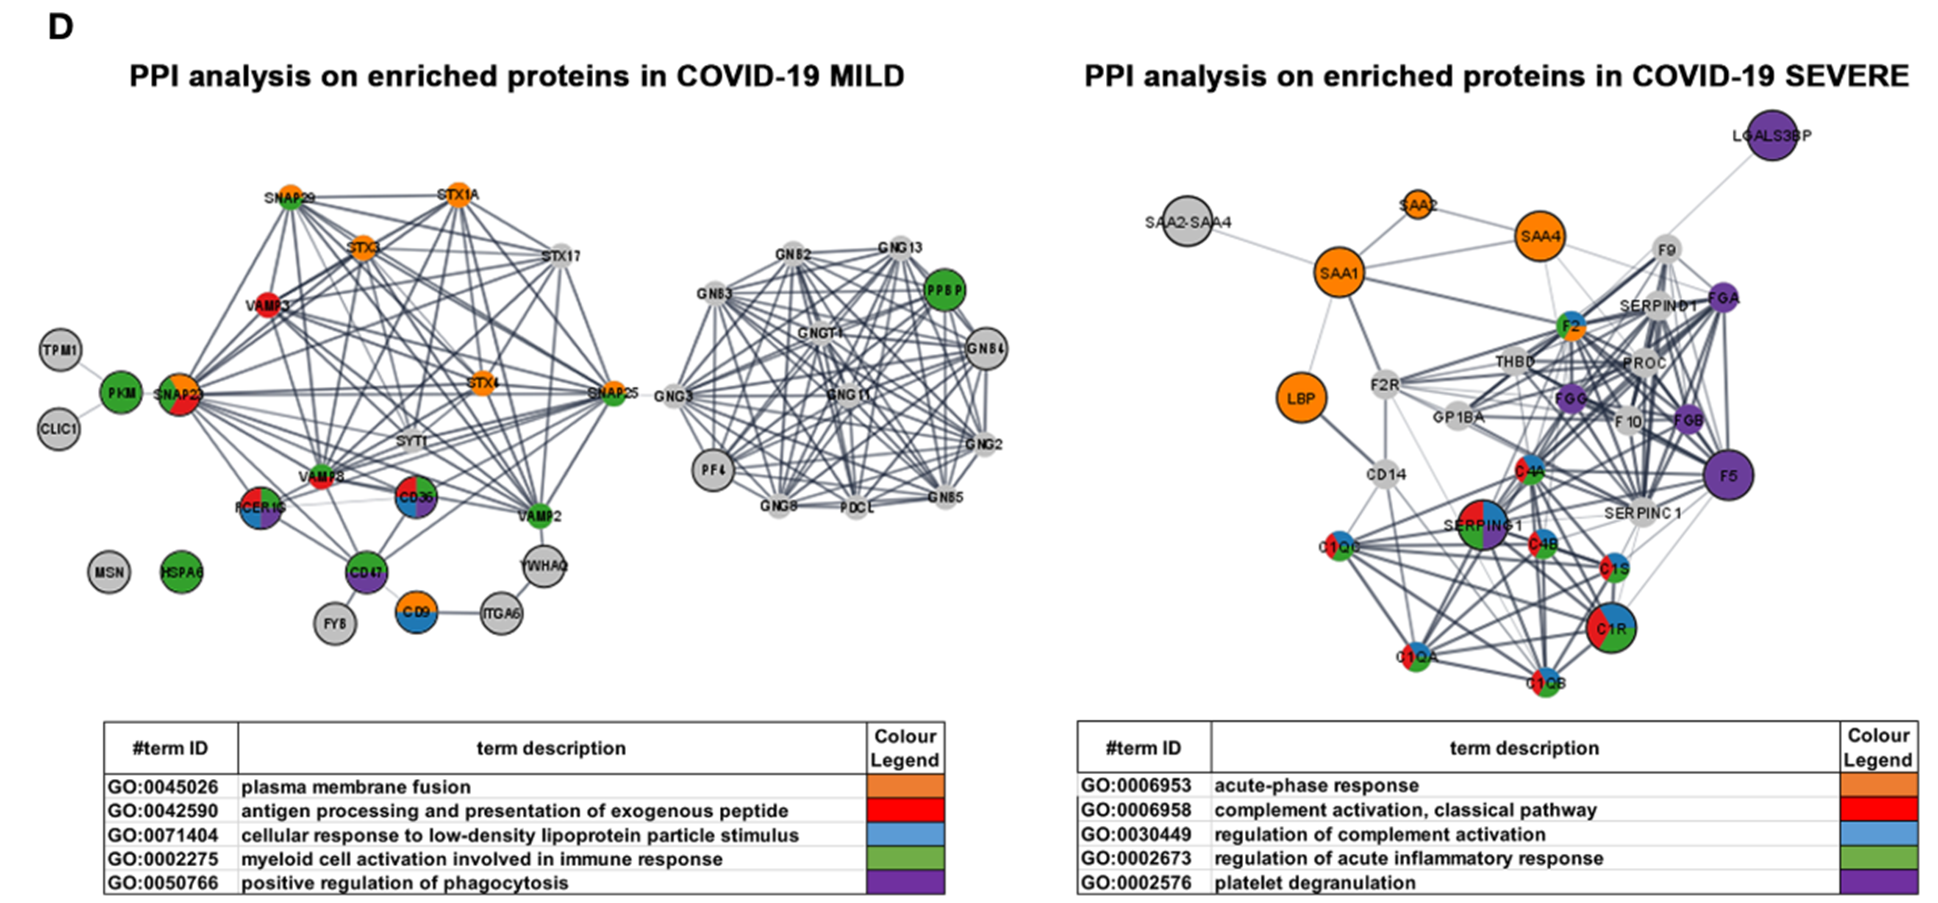 D
PPI analysis on enriched proteins in COVID-19 MILD
SNAP29
STX1A
STX3
STX17
VAMP3
TPM1
PKM
SNAP23
CLIC1
STX4
SNAP25
SYT1
VAMP8
FCER1G
CD36
VAMP2
MSN
HSPA6
CD47
YWHAQ
FYB
CD9
ITGA6
GNB2
GNG13
GNB3
PPBP
GNGT1
GNB4
GNG3
GNG11
GNG2
PF4
GNG8
PDCL
GNB5
#term ID term description Colour Legend
GO:0045026 plasma membrane fusion
GO:0042590 antigen processing and presentation of exogenous peptide
GO:0071404 cellular response to low-density lipoprotein particle stimulus
GO:0002275 myeloid cell activation involved in immune response
GO:0050766 positive regulation of phagocytosis
PPI analysis on enriched proteins in COVID-19 SEVERE
LGALS3BP
SAA2
SAA2-SAA4
SAA4
F9
SAA1
SERPIND1
FGA
F2
THBD
PROC
F2R
LBP
FGG
GP1BA
F10
FGB
CD14
C4A
F5
SERPINC1
SERPING1
C1QC
C4B
C1S
C1R
C1QA
C1QB
#term ID term description Colour Legend
GO:0006953 acute-phase response
GO:0006958 complement activation, classical pathway
GO:0030449 regulation of complement activation
GO:0002673 regulation of acute inflammatory response
GO:0002576 platelet degranulation